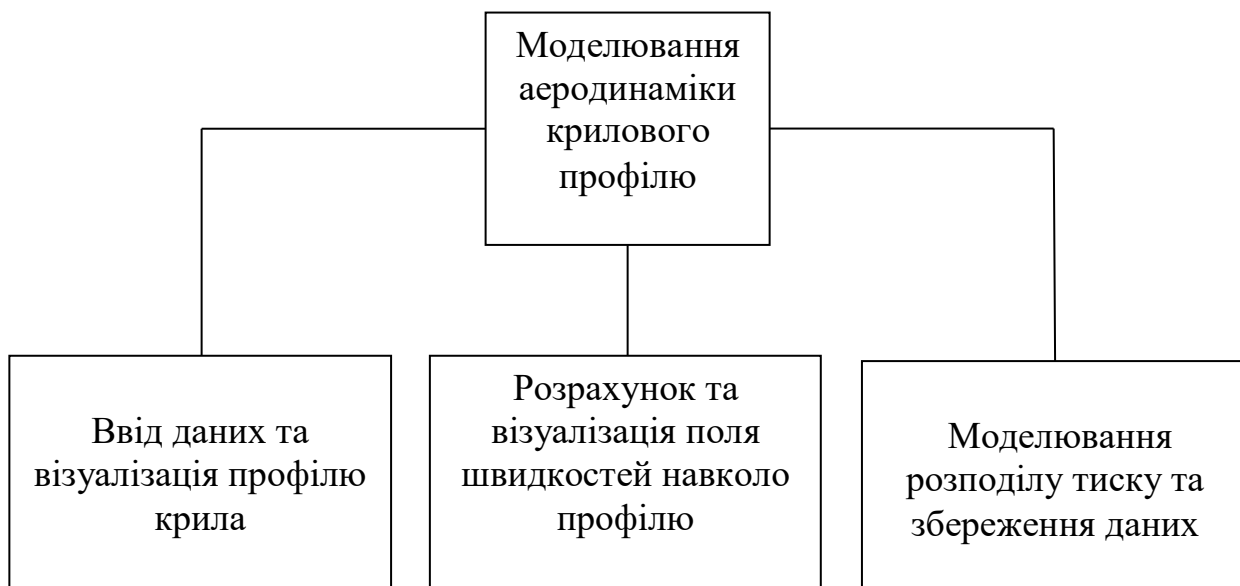 Моделювання
аеродинаміки
крилового
профілю
Ввід даних та
візуалізація профілю
крила
Розрахунок та
візуалізація поля
швидкостей навколо
профілю
Моделювання
розподілу тиску та
збереження даних